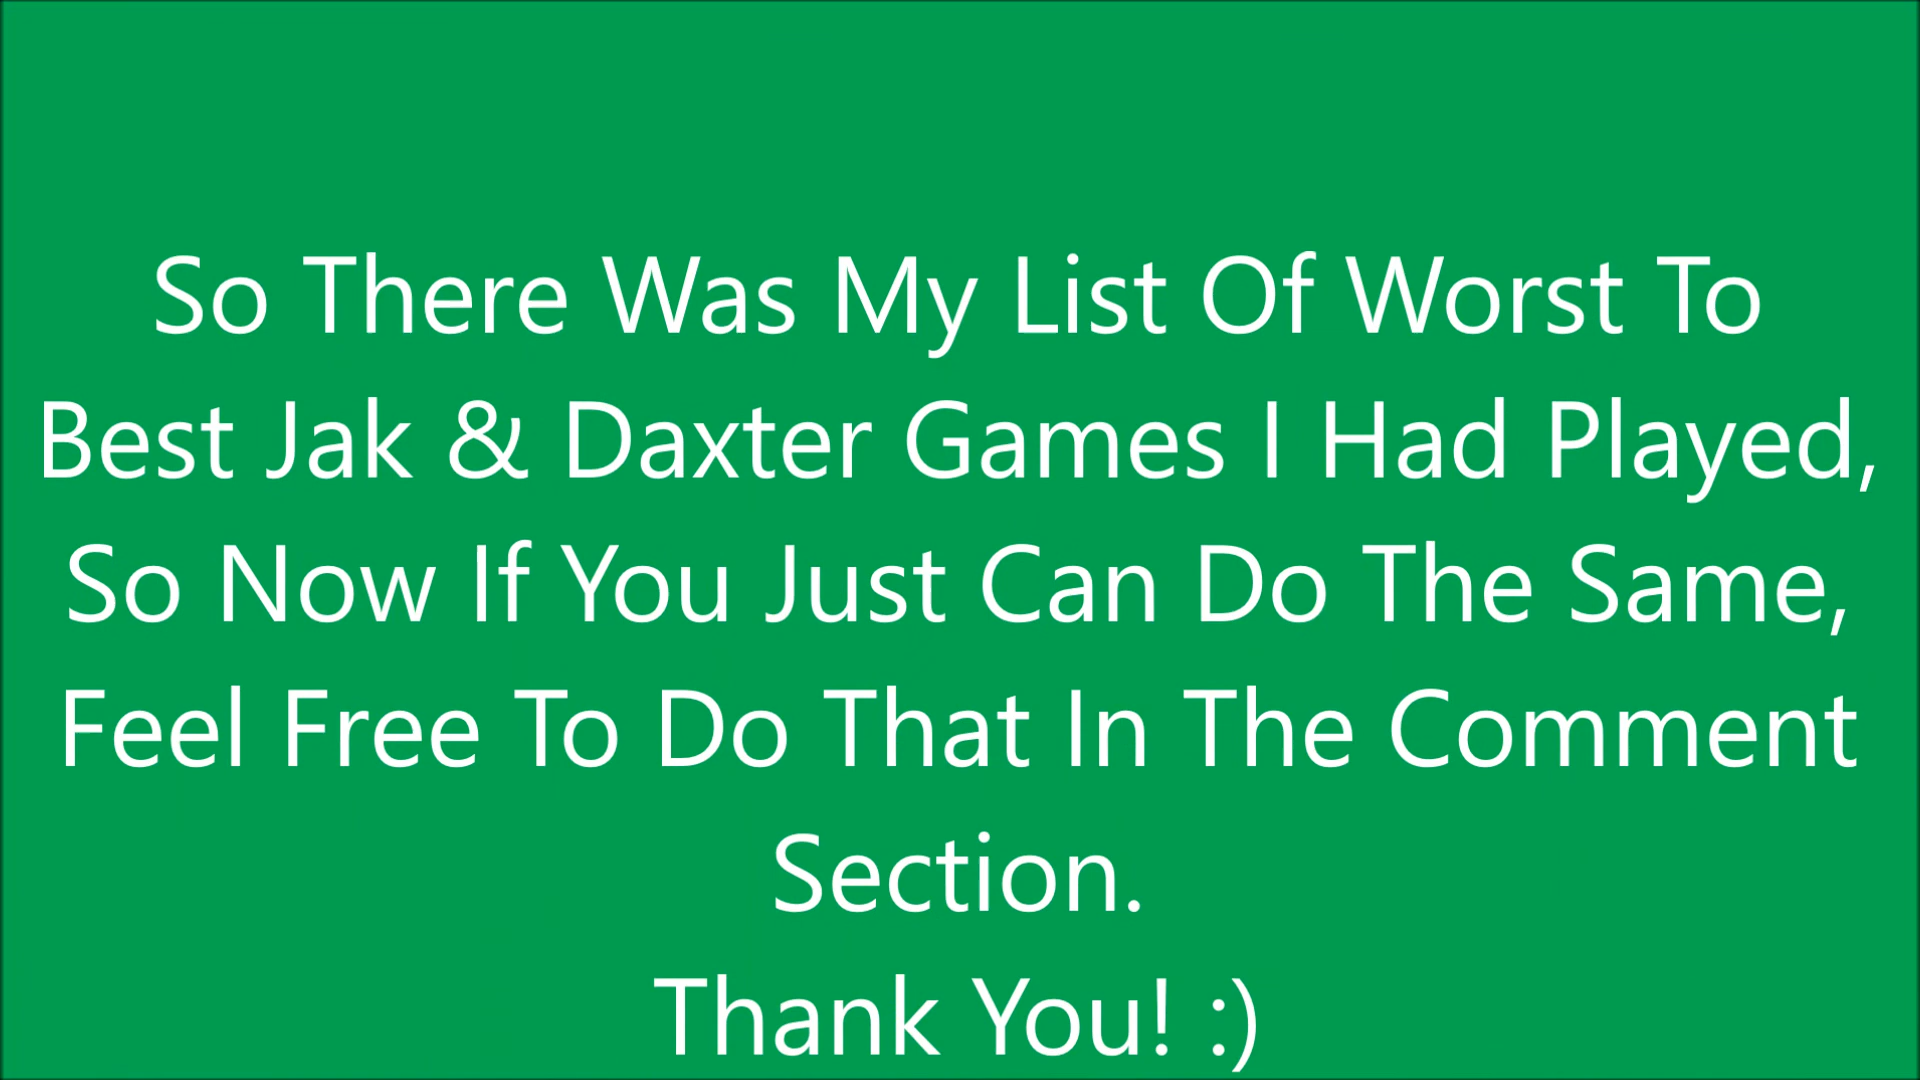 So There Was My List Of Worst To
Best Jak & Daxter Games I Had Played,
So Now If You Just Can Do The Same,
Feel Free To Do That In The Comment
Section.
Thank You! :)